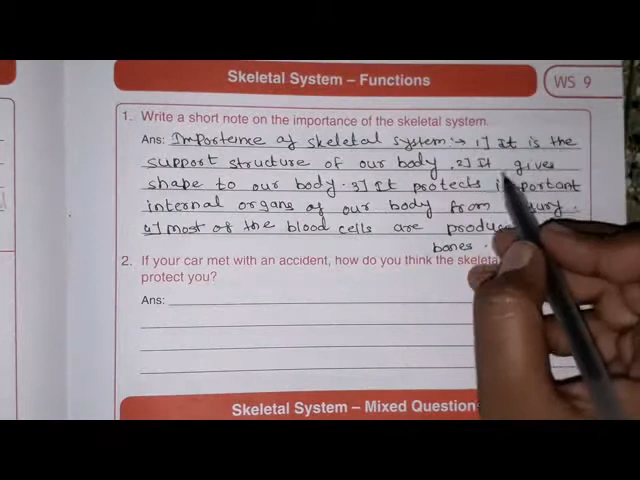 Skeletal System – Functions
WS 9
1. Write a short note on the importance of the skeletal system.
Ans: Importence of skeletal system :→ 1] It is the
support structure of our body. 2] It gives
shape to our body. 3] It protects important
internal organs of our body from injury.
4] most of the blood cells are
bones.
2. If your car met with an accident, how do you think the
protect you?
Ans:
Skeletal System – Mixed